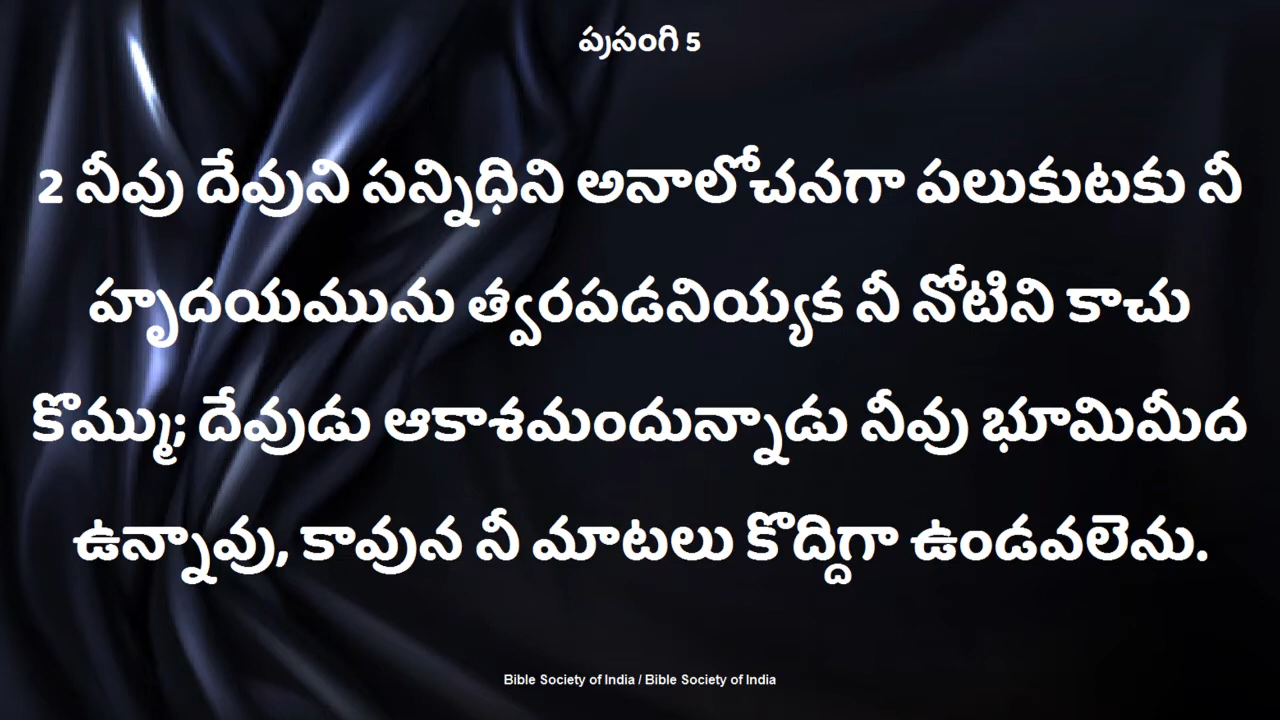 ప్రసంగి 5
2 నీవు దేవుని సన్నిధిని అనాలోచనగా పలుకుటకు నీ
హృదయమును త్వరపడనియ్యక నీ నోటిని కాచు
కొమ్ము; దేవుడు ఆకాశమందున్నాడు నీవు భూమిమీద
ఉన్నావు, కావున నీ మాటలు కొద్దిగా ఉండవలెను.
Bible Society of India / Bible Society of India